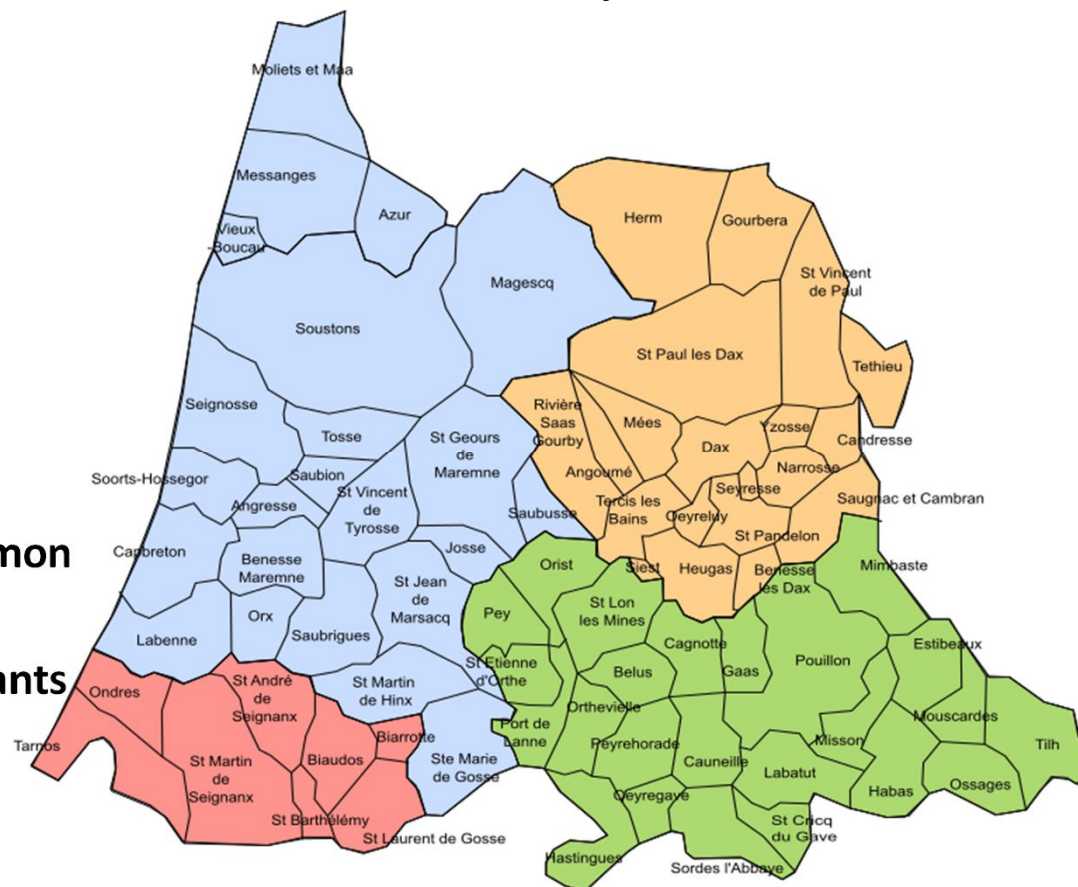 Moliets et Maa
Messanges
Azur
Vieux
-Boucau
Herm
Gourbera
St Vincent
de Paul
Magescq
Soustons
St Paul les Dax
Tethieu
Seignosse
Tosse
St Geours
de
Maremne
Rivière
Saas
Gourby
Mées
Dax
Yzosse
Candresse
Soorts-Hossegor
Saubion
Angoumé
Narrosse
Seyresse
Angresse
St Vincent
de
Tyrosse
Saubusse
Tercis les
Bains
Oeyreluy
Saugnac et Cambran
St Pandelon
Capbreton
Benesse
Maremne
Josse
Orist
Siest
Heugas
Benesse
les Dax
Mimbaste
mon
St Jean
de
Marsacq
Pey
St Lon
les Mines
Labenne
Orx
Saubrigues
Cagnotte
Gaas
Pouillon
Estibeaux
ants
Ondres
St André
de
Seignanx
St Martin
de Hinx
St Etienne
d'Orthe
Belus
Orthevielle
Mouscardes
Tarnos
St Martin
de
Seignanx
Biaudos
Biarrotte
Ste Marie
de Gosse
Port de
Lanne
Peyrehorade
Cauneille
Misson
Labatut
Tilh
Habas
Ossages
St Barthélémy
St Laurent de Gosse
Oeyregave
St Cricq
du Gave
Hastingues
Sordes l'Abbaye